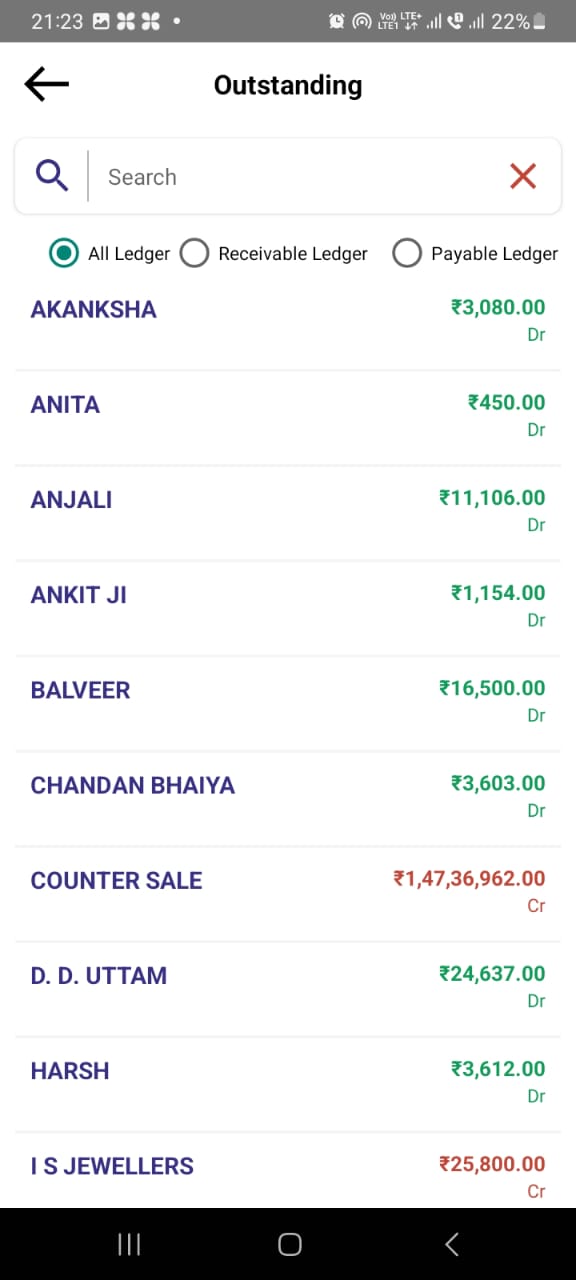 21:23 Vo)) LTE+ LTE1 22%
Outstanding
Search
All Ledger Receivable Ledger Payable Ledger
AKANKSHA ₹3,080.00
Dr
ANITA ₹450.00
Dr
ANJALI ₹11,106.00
Dr
ANKIT JI ₹1,154.00
Dr
BALVEER ₹16,500.00
Dr
CHANDAN BHAIYA ₹3,603.00
Dr
COUNTER SALE ₹1,47,36,962.00
Cr
D. D. UTTAM ₹24,637.00
Dr
HARSH ₹3,612.00
Dr
I S JEWELLERS ₹25,800.00
Cr